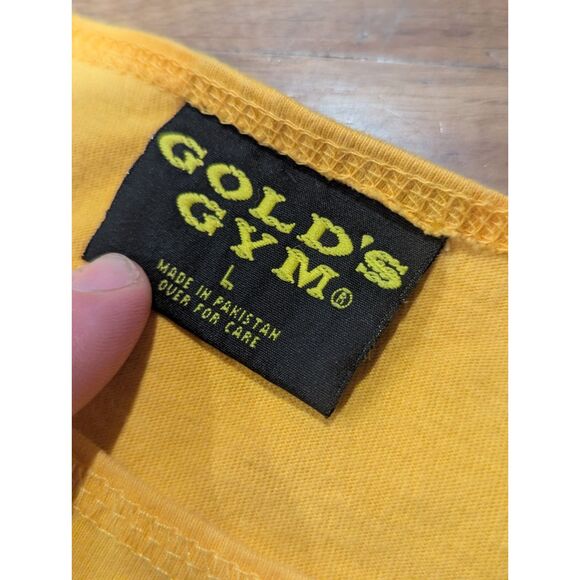 GOLD'S
GYM®
L
MADE IN PAKISTAN
OVER FOR CARE